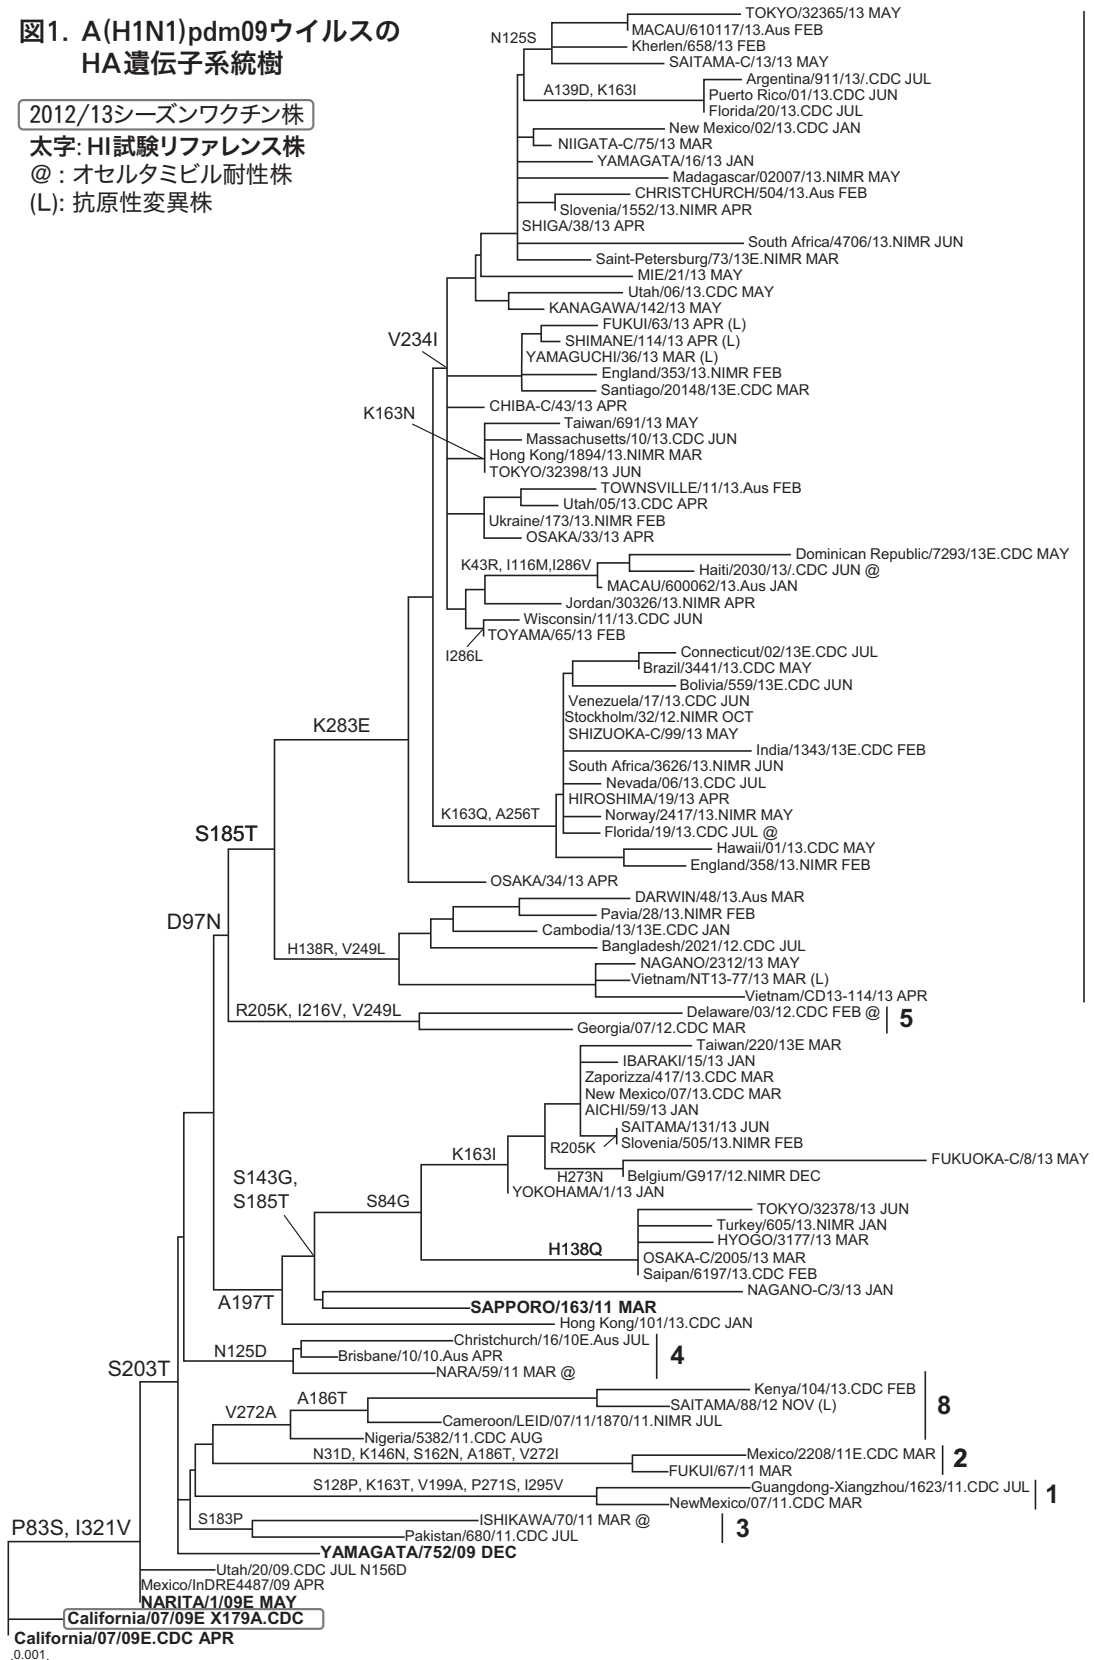 図1. A(H1N1)pdm09ウイルスの
HA遺伝子系統樹
2012/13シーズンワクチン株
太字: HI試験リファレンス株
@ : オセルタミビル耐性株
(L): 抗原性変異株
TOKYO/32365/13 MAY
MACAU/610117/13.Aus FEB
N125S
Kherlen/658/13 FEB
SAITAMA-C/13/13 MAY
Argentina/911/13/.CDC JUL
A139D, K163I
Puerto Rico/01/13.CDC JUN
Florida/20/13.CDC JUL
New Mexico/02/13.CDC JAN
NIIGATA-C/75/13 MAR
YAMAGATA/16/13 JAN
Madagascar/02007/13.NIMR MAY
CHRISTCHURCH/504/13.Aus FEB
Slovenia/1552/13.NIMR APR
SHIGA/38/13 APR
South Africa/4706/13.NIMR JUN
Saint-Petersburg/73/13E.NIMR MAR
MIE/21/13 MAY
Utah/06/13.CDC MAY
KANAGAWA/142/13 MAY
FUKUI/63/13 APR (L)
V234I
SHIMANE/114/13 APR (L)
YAMAGUCHI/36/13 MAR (L)
England/353/13.NIMR FEB
Santiago/20148/13E.CDC MAR
CHIBA-C/43/13 APR
K163N
Taiwan/691/13 MAY
Massachusetts/10/13.CDC JUN
Hong Kong/1894/13.NIMR MAR
TOKYO/32398/13 JUN
TOWNSVILLE/11/13.Aus FEB
Utah/05/13.CDC APR
Ukraine/173/13.NIMR FEB
OSAKA/33/13 APR
Dominican Republic/7293/13E.CDC MAY
K43R, I116M,I286V
Haiti/2030/13/.CDC JUN @
MACAU/600062/13.Aus JAN
Jordan/30326/13.NIMR APR
Wisconsin/11/13.CDC JUN
TOYAMA/65/13 FEB
I286L
Connecticut/02/13E.CDC JUL
Brazil/3441/13.CDC MAY
Bolivia/559/13E.CDC JUN
Venezuela/17/13.CDC JUN
Stockholm/32/12.NIMR OCT
K283E
SHIZUOKA-C/99/13 MAY
India/1343/13E.CDC FEB
South Africa/3626/13.NIMR JUN
Nevada/06/13.CDC JUL
HIROSHIMA/19/13 APR
K163Q, A256T
Norway/2417/13.NIMR MAY
S185T
Florida/19/13.CDC JUL @
Hawaii/01/13.CDC MAY
England/358/13.NIMR FEB
OSAKA/34/13 APR
DARWIN/48/13.Aus MAR
Pavia/28/13.NIMR FEB
D97N
Cambodia/13/13E.CDC JAN
H138R, V249L
Bangladesh/2021/12.CDC JUL
NAGANO/2312/13 MAY
Vietnam/NT13-77/13 MAR (L)
Vietnam/CD13-114/13 APR
R205K, I216V, V249L
Delaware/03/12.CDC FEB @
5
Georgia/07/12.CDC MAR
Taiwan/220/13E MAR
IBARAKI/15/13 JAN
Zaporizza/417/13.CDC MAR
New Mexico/07/13.CDC MAR
AICHI/59/13 JAN
SAITAMA/131/13 JUN
R205K
Slovenia/505/13.NIMR FEB
K163I
FUKUOKA-C/8/13 MAY
H273N
Belgium/G917/12.NIMR DEC
S143G,
S185T
YOKOHAMA/1/13 JAN
S84G
TOKYO/32378/13 JUN
Turkey/605/13.NIMR JAN
HYOGO/3177/13 MAR
H138Q
OSAKA-C/2005/13 MAR
Saipan/6197/13.CDC FEB
NAGANO-C/3/13 JAN
A197T
SAPPORO/163/11 MAR
Hong Kong/101/13.CDC JAN
Christchurch/16/10E.Aus JUL
N125D
Brisbane/10/10.Aus APR
4
NARA/59/11 MAR @
S203T
Kenya/104/13.CDC FEB
A186T
SAITAMA/88/12 NOV (L)
8
V272A
Cameroon/LEID/07/11/1870/11.NIMR JUL
Nigeria/5382/11.CDC AUG
N31D, K146N, S162N, A186T, V272I
Mexico/2208/11E.CDC MAR
2
FUKUI/67/11 MAR
S128P, K163T, V199A, P271S, I295V
Guangdong-Xiangzhou/1623/11.CDC JUL
1
NewMexico/07/11.CDC MAR
S183P
ISHIKAWA/70/11 MAR @
3
P83S, I321V
Pakistan/680/11.CDC JUL
YAMAGATA/752/09 DEC
Utah/20/09.CDC JUL N156D
Mexico/InDRE4487/09 APR
NARITA/1/09E MAY
California/07/09E X179A.CDC
California/07/09E.CDC APR
0.001